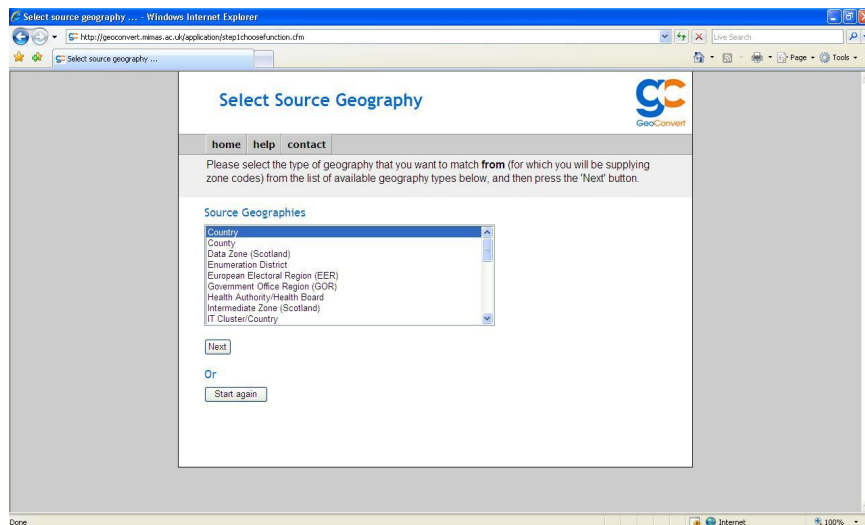 Select source geography ... - Windows Internet Explorer
http://geoconvert.mimas.ac.uk/application/step1choosefunction.cfm
Live Search
Select source geography ...
Page
Tools
Select Source Geography
gc
GeoConvert
home help contact
Please select the type of geography that you want to match from (for which you will be supplying
zone codes) from the list of available geography types below, and then press the 'Next' button.
Source Geographies
Country
County
Data Zone (Scotland)
Enumeration District
European Electoral Region (EER)
Government Office Region (GOR)
Health Authority/Health Board
Intermediate Zone (Scotland)
IT Cluster/Country
Next
Or
Start again
Done
Internet
100%